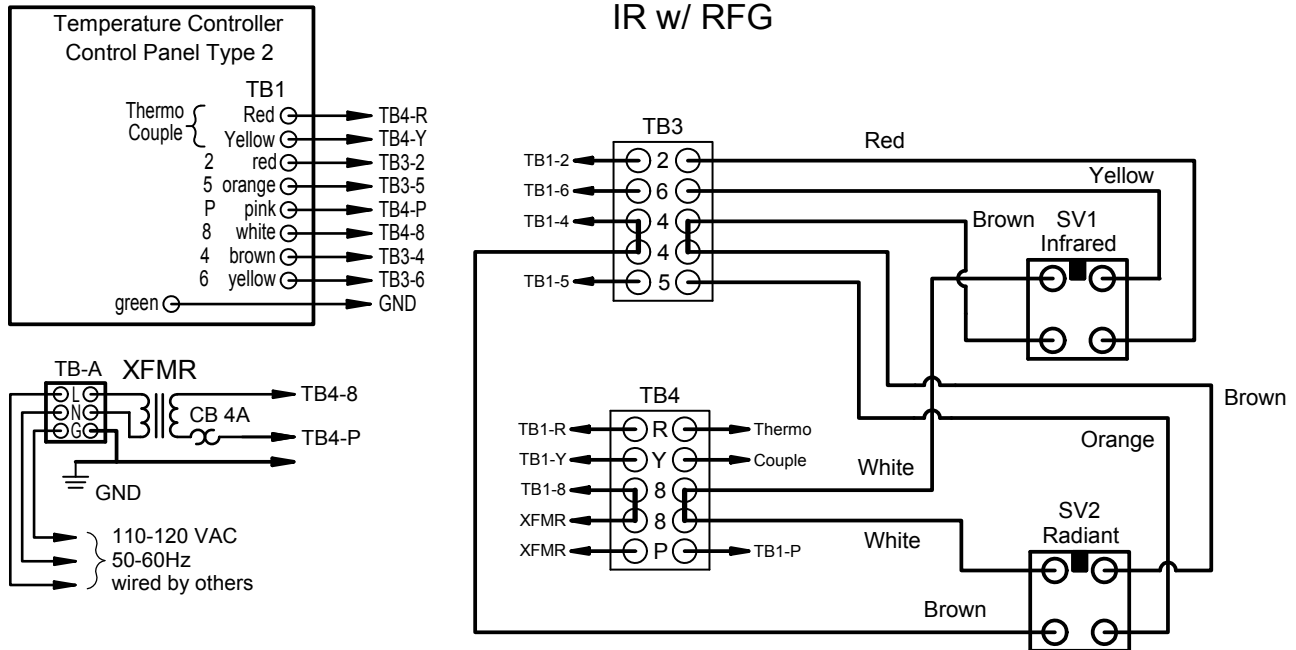 IR w/ RFG
Temperature Controller
Control Panel Type 2
TB1
Thermo
Couple
Red TB4-R
Yellow TB4-Y
2 red TB3-2
5 orange TB3-5
P pink TB4-P
8 white TB4-8
4 brown TB3-4
6 yellow TB3-6
green GND
TB-A XFMR
L
N
G
CB 4A
TB4-8
TB4-P
GND
110-120 VAC
50-60Hz
wired by others
TB3
TB1-2 2 Red
TB1-6 6 Yellow
TB1-4 4 Brown
4
TB1-5 5
SV1
Infrared
Brown
Orange
TB4
TB1-R R Thermo
TB1-Y Y Couple
White
TB1-8 8
XFMR 8
White
XFMR P TB1-P
SV2
Radiant
Brown